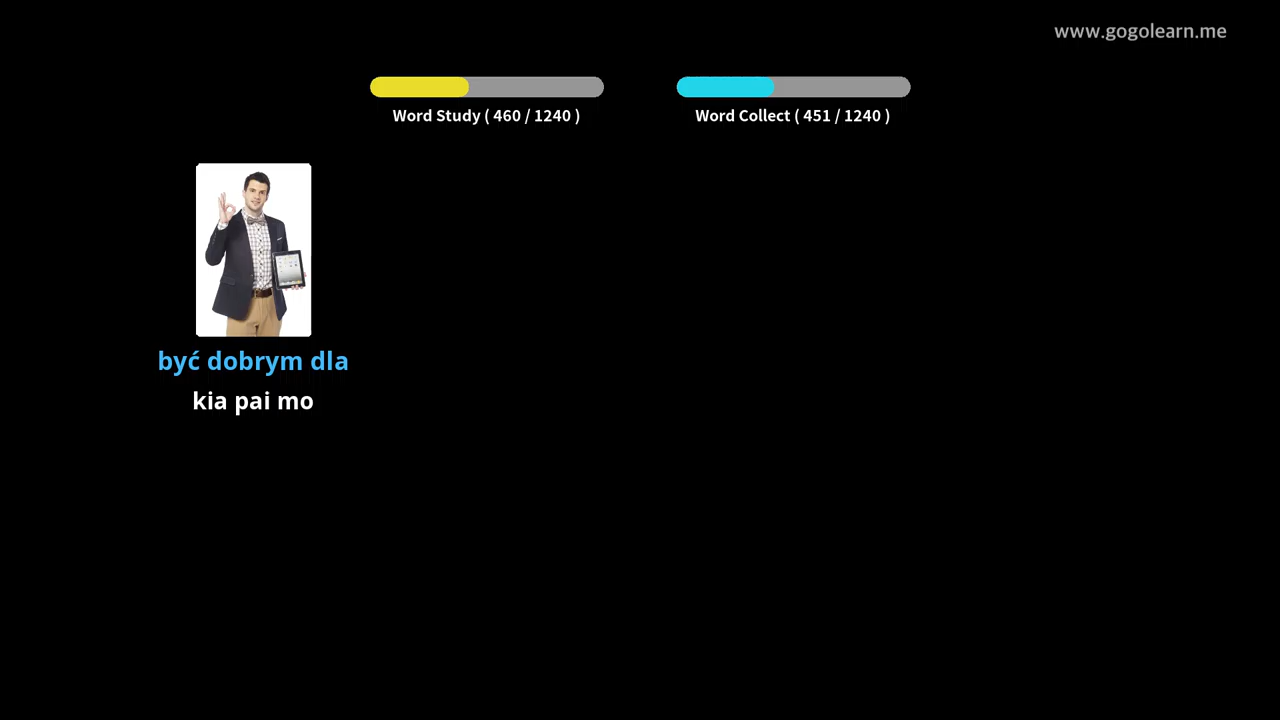 www.gogolearn.me
Word Study ( 460 / 1240 )
Word Collect ( 451 / 1240 )
być dobrym dla
kia pai mo